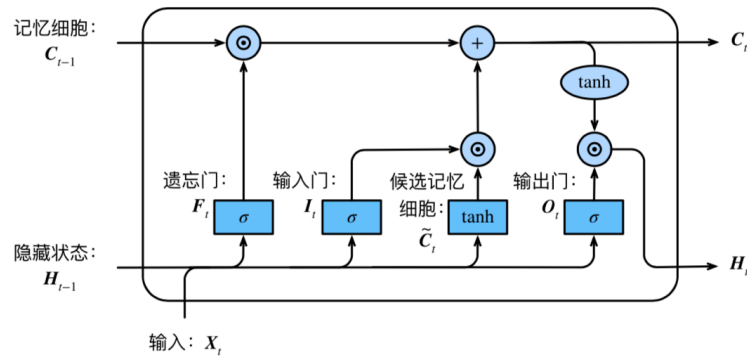 记忆细胞：
C_{t-1}
⊙
+
C_t
tanh
⊙
⊙
遗忘门：
F_t
输入门：
I_t
候选记忆
细胞：
C̃_t
输出门：
O_t
σ
σ
tanh
σ
隐藏状态：
H_{t-1}
H_t
输入：X_t